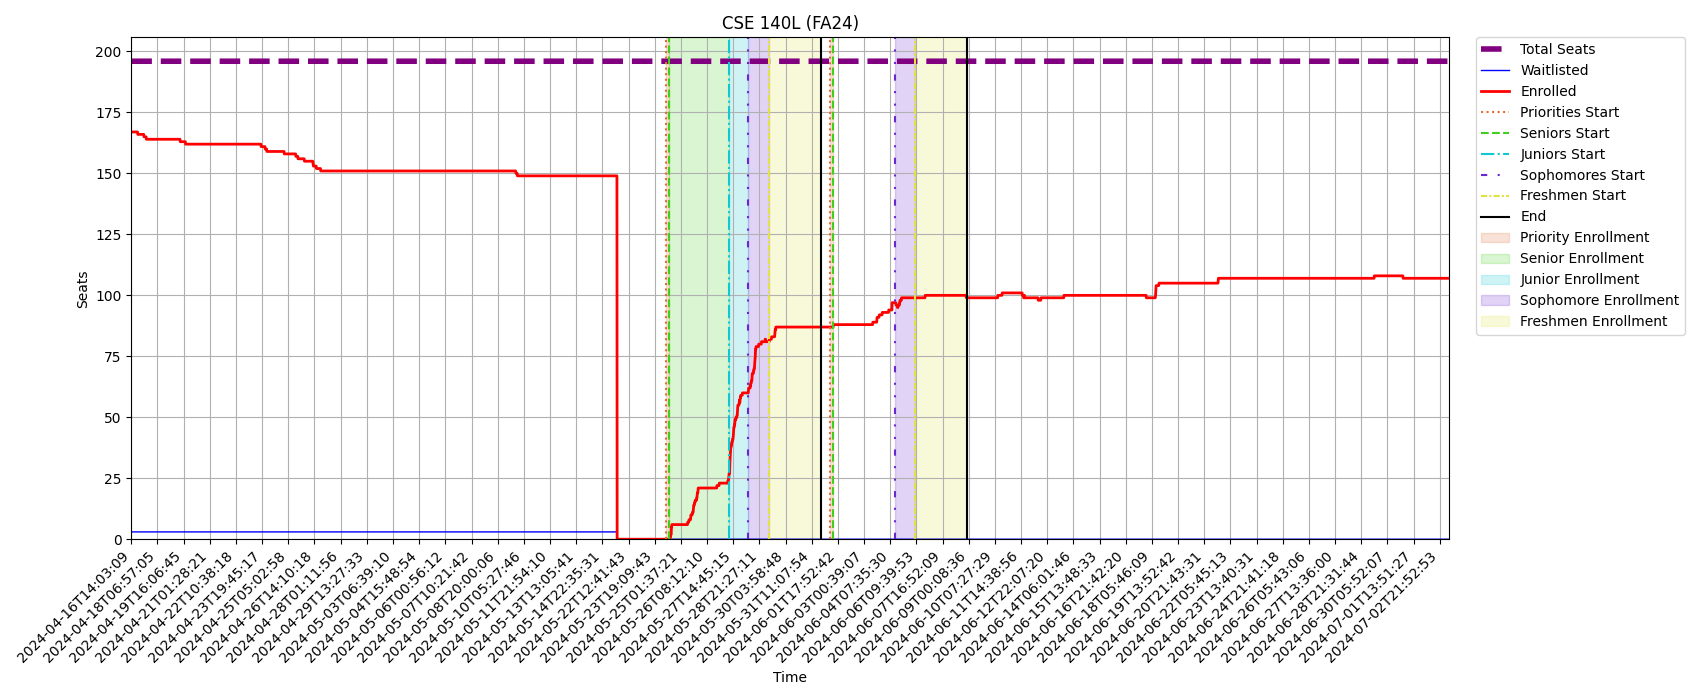 CSE 140L (FA24)
200
175
150
125
100
75
50
25
0
Seats
2024-04-16T14:03:09
2024-04-18T06:57:05
2024-04-19T16:06:45
2024-04-21T01:28:21
2024-04-22T10:38:18
2024-04-23T19:45:17
2024-04-25T05:02:58
2024-04-26T14:10:18
2024-04-28T01:11:56
2024-04-29T13:27:33
2024-05-03T06:39:10
2024-05-04T15:48:54
2024-05-06T00:56:12
2024-05-07T10:21:42
2024-05-08T20:00:06
2024-05-10T05:27:46
2024-05-11T21:54:10
2024-05-13T13:05:41
2024-05-14T22:35:31
2024-05-22T12:41:43
2024-05-23T19:09:43
2024-05-25T01:37:21
2024-05-26T08:12:10
2024-05-27T14:45:15
2024-05-28T21:27:11
2024-05-30T03:58:48
2024-05-31T11:07:54
2024-06-01T17:52:42
2024-06-03T00:39:07
2024-06-04T07:35:30
2024-06-06T09:39:53
2024-06-07T16:52:09
2024-06-09T00:08:36
2024-06-10T07:27:29
2024-06-11T14:38:56
2024-06-12T22:07:20
2024-06-14T06:01:46
2024-06-15T13:48:33
2024-06-16T21:42:20
2024-06-18T05:46:09
2024-06-19T13:52:42
2024-06-20T21:43:31
2024-06-22T05:45:13
2024-06-23T13:40:31
2024-06-24T21:41:18
2024-06-26T05:43:06
2024-06-27T13:36:00
2024-06-28T21:31:44
2024-06-30T05:52:07
2024-07-01T13:51:27
2024-07-02T21:52:53
Time
Total Seats
Waitlisted
Enrolled
Priorities Start
Seniors Start
Juniors Start
Sophomores Start
Freshmen Start
End
Priority Enrollment
Senior Enrollment
Junior Enrollment
Sophomore Enrollment
Freshmen Enrollment